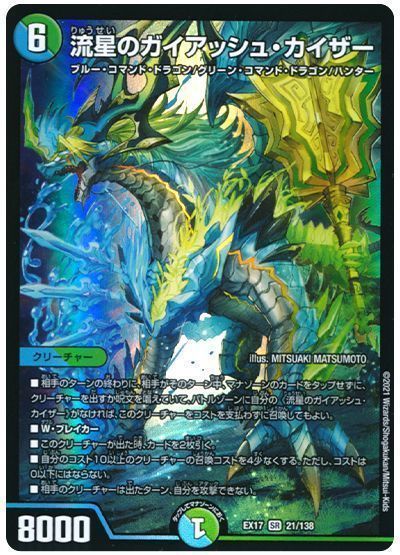 6
りゅうせい
流星のガイアッシュ・カイザー
ブルー・コマンド・ドラゴン/グリーン・コマンド・ドラゴン/ハンター
クリーチャー
illus. MITSUAKI MATSUMOTO
■相手のターンの終わりに、相手がそのターン中、マナゾーンのカードをタップせずに、
クリーチャーを出すか呪文を唱えていて、バトルゾーンに自分の《流星のガイアッシュ・
カイザー》がなければ、このクリーチャーをコストを支払わずに召喚してもよい。
■W・ブレイカー
■このクリーチャーが出た時、カードを2枚引く。
■自分のコスト10以上のクリーチャーの召喚コストを4少なくする。ただし、コストは
0以下にはならない。
■相手のクリーチャーは出たターン、自分を攻撃できない。
©2021 Wizards/Shogakukan/Mitsui-Kids
8000
タップしてマナゾーンにおく
1
EX17 SR 21/138